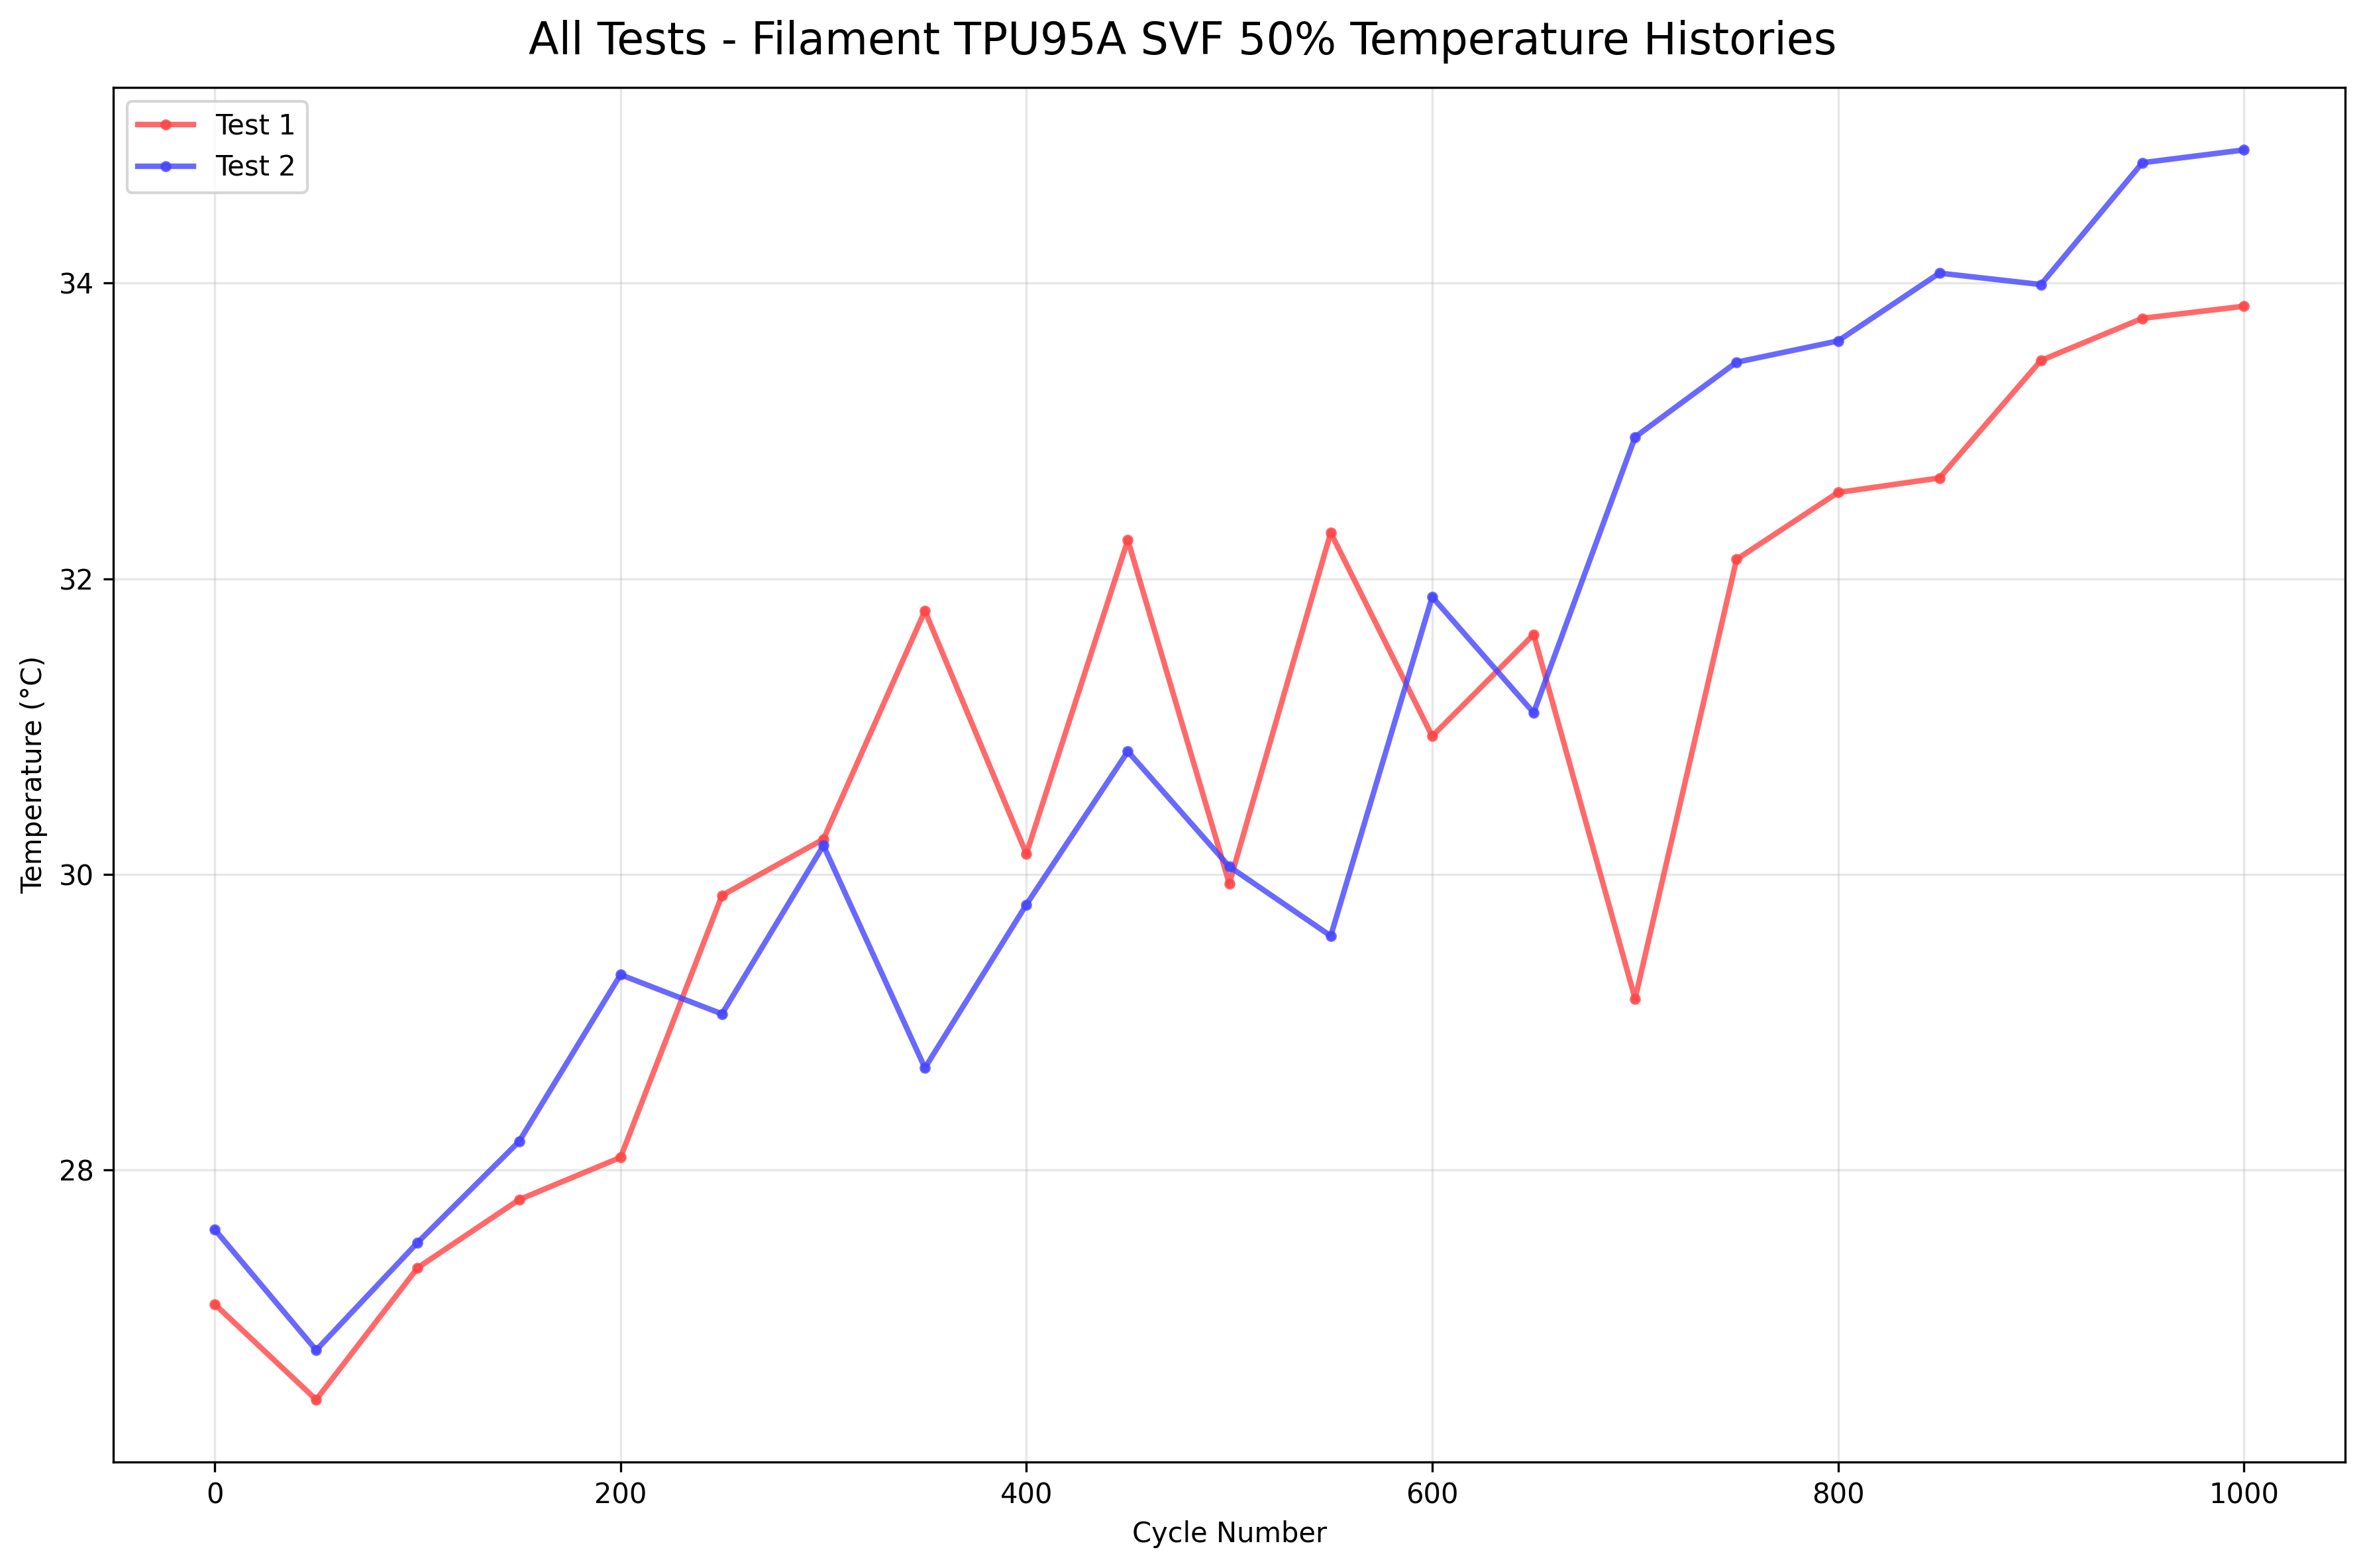 All Tests - Filament TPU95A SVF 50% Temperature Histories
Test 1
Test 2
Temperature (°C)
34
32
30
28
0
200
400
600
800
1000
Cycle Number